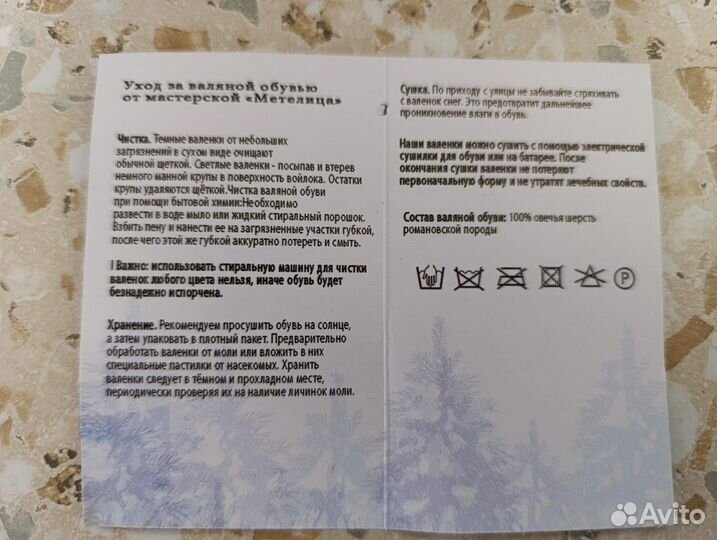 Уход за валяной обувью
от мастерской «Метелица»
Чистка. Темные валенки от небольших
загрязнений в сухом виде очищают
обычной щеткой. Светлые валенки - посыпав и втерев
немного манной крупы в поверхность войлока. Остатки
крупы удаляются щёткой.Чистка валяной обуви
при помощи бытовой химии:Необходимо
развести в воде мыло или жидкий стиральный порошок.
Взбить пену и нанести ее на загрязненные участки губкой,
после чего этой же губкой аккуратно потереть и смыть.
! Важно: использовать стиральную машину для чистки
валенок любого цвета нельзя, иначе обувь будет
безнадежно испорчена.
Хранение. Рекомендуем просушить обувь на солнце,
а затем упаковать в плотный пакет. Предварительно
обработать валенки от моли или вложить в них
специальные пастилки от насекомых. Хранить
валенки следует в тёмном и прохладном месте,
периодически проверяя их на наличие личинок моли.
Сушка. По приходу с улицы не забывайте стряхивать
с валенок снег. Это предотвратит дальнейшее
проникновение влаги в обувь.
Наши валенки можно сушить с помощью электрической
сушилки для обуви или на батарее. После
окончания сушки валенки не потеряют
первоначальную форму и не утратят лечебных свойств.
Состав валяной обуви: 100% овечья шерсть
романовской породы
P
Avito